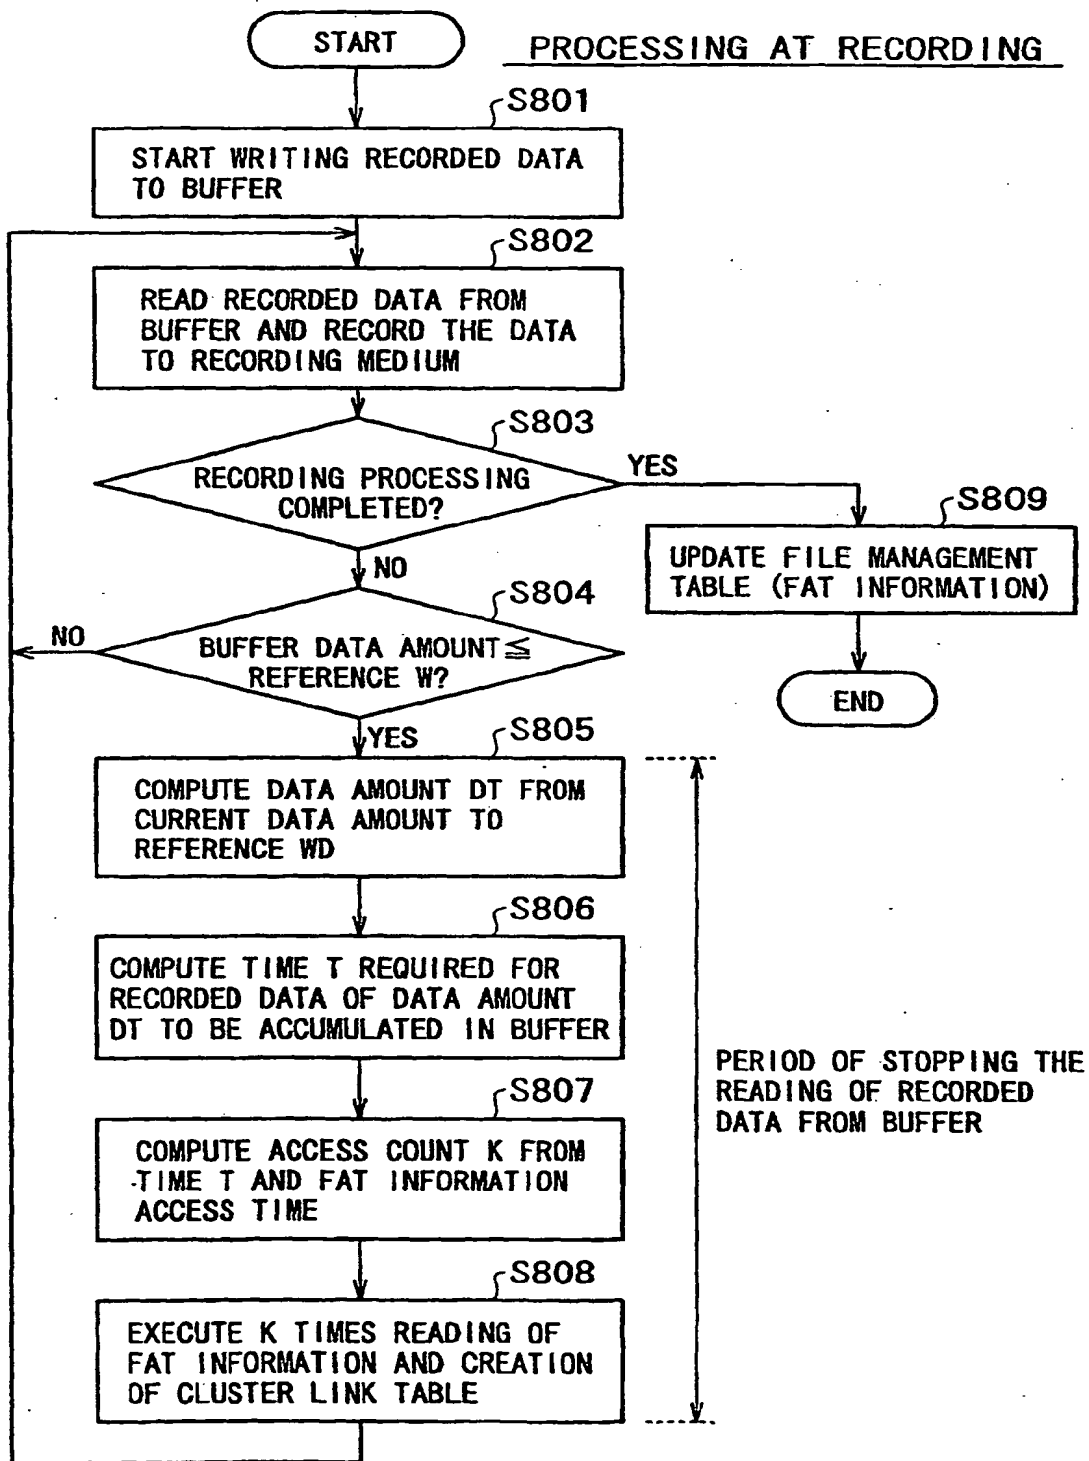 START
PROCESSING AT RECORDING
S801
START WRITING RECORDED DATA
TO BUFFER
S802
READ RECORDED DATA FROM
BUFFER AND RECORD THE DATA
TO RECORDING MEDIUM
S803
RECORDING PROCESSING
COMPLETED?
YES
S809
UPDATE FILE MANAGEMENT
TABLE (FAT INFORMATION)
END
NO
S804
BUFFER DATA AMOUNT≦
REFERENCE W?
NO
YES
S805
COMPUTE DATA AMOUNT DT FROM
CURRENT DATA AMOUNT TO
REFERENCE WD
S806
COMPUTE TIME T REQUIRED FOR
RECORDED DATA OF DATA AMOUNT
DT TO BE ACCUMULATED IN BUFFER
S807
COMPUTE ACCESS COUNT K FROM
TIME T AND FAT INFORMATION
ACCESS TIME
S808
EXECUTE K TIMES READING OF
FAT INFORMATION AND CREATION
OF CLUSTER LINK TABLE
PERIOD OF STOPPING THE
READING OF RECORDED
DATA FROM BUFFER